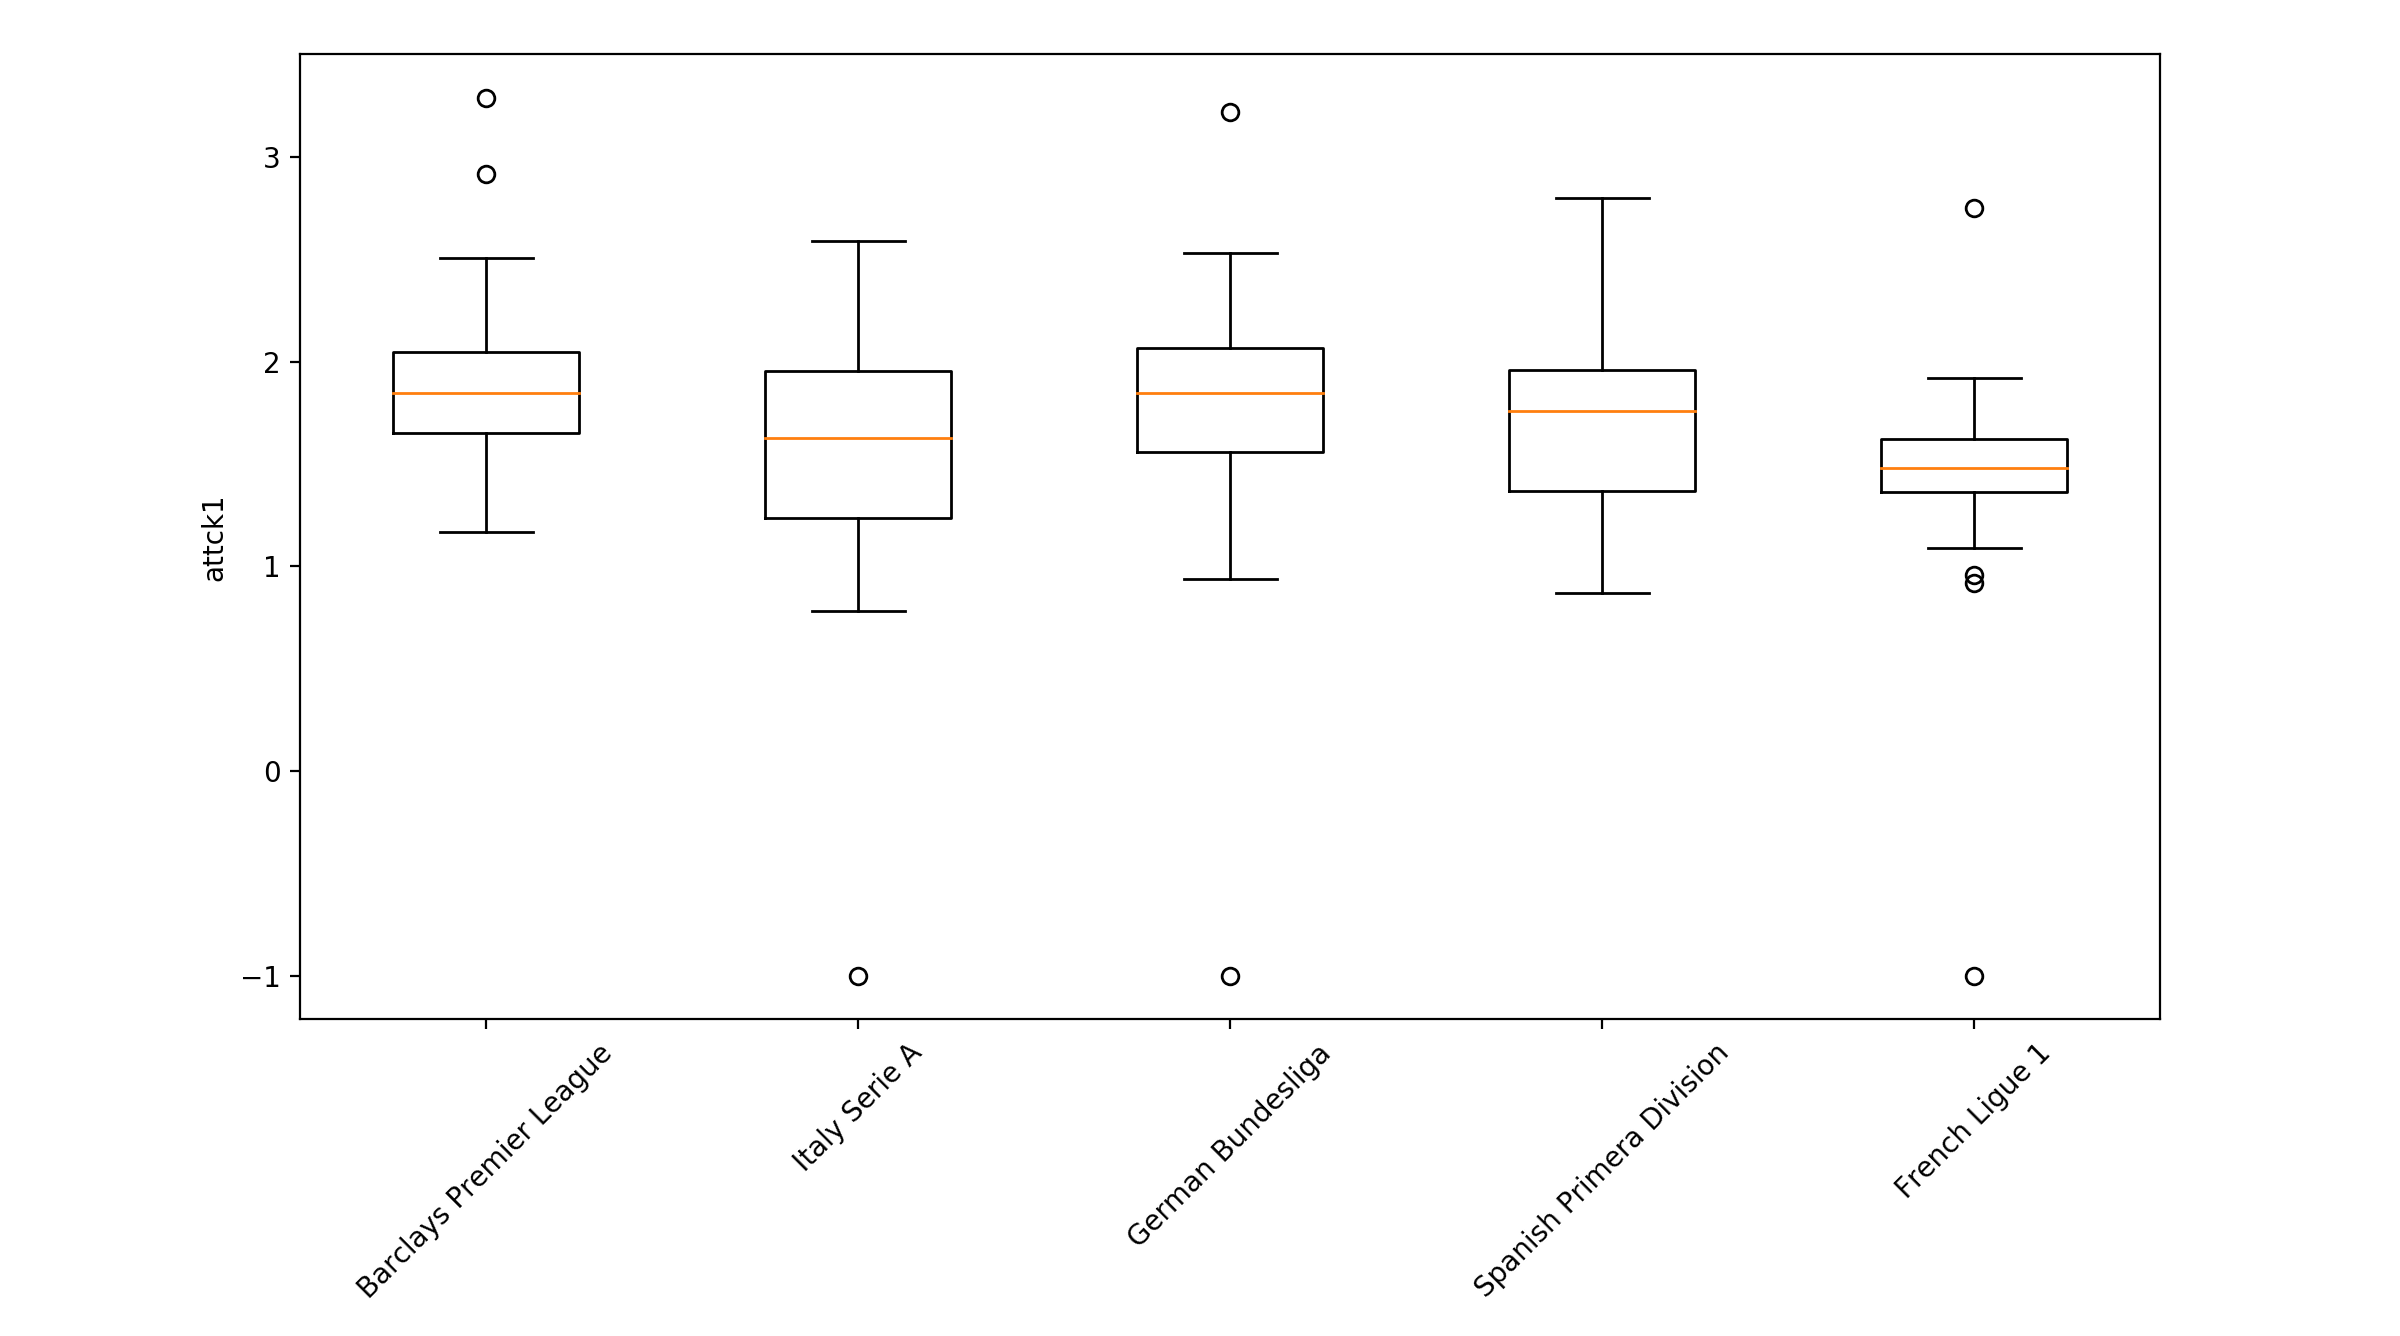 attck1
3
2
1
0
−1
Barclays Premier League
Italy Serie A
German Bundesliga
Spanish Primera Division
French Ligue 1